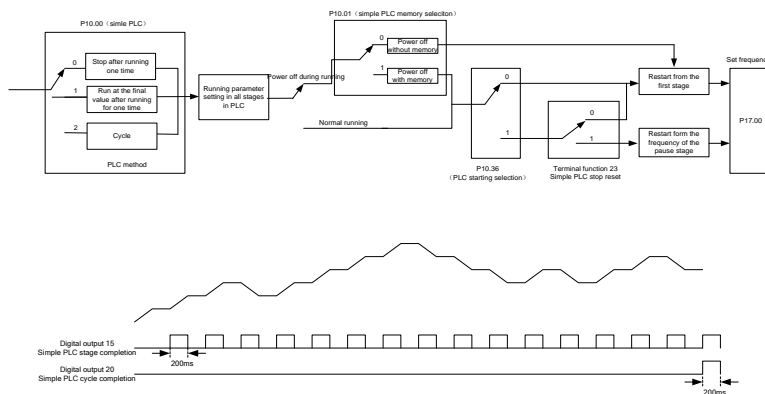 P10.00（simle PLC）
0
Stop after running
one time
1
Run at the final
value after running
for one time
2
Cycle
PLC method
Running parameter
setting in all stages
in PLC
Power off during running
Normal running
P10.01（simple PLC memory seleciton）
0
Power off
without memory
1
Power off
with memory
0
1
P10.36
（PLC starting selection）
0
1
Terminal function 23
Simple PLC stop reset
Restart from the
first stage
Restart form the
frequency of the
pause stage
Set frequency
P17.00
Digital output 15
Simple PLC stage completion
200ms
Digital output 20
Simple PLC cycle completion
200ms